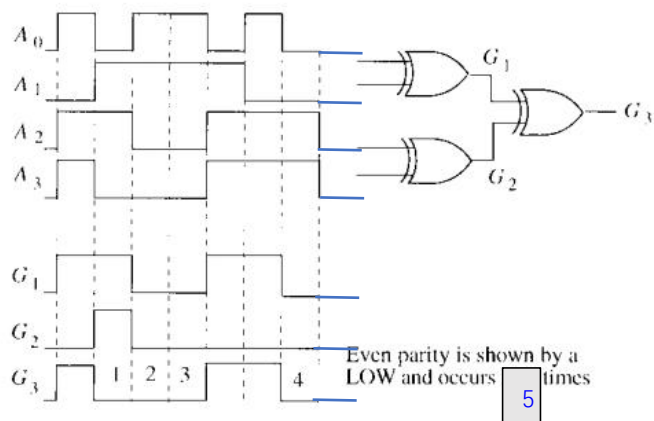 A0
A1
A2
A3
G1
G2
G3
G1
G2
G3
1 2 3 4
Even parity is shown by a
LOW and occurs 5 times